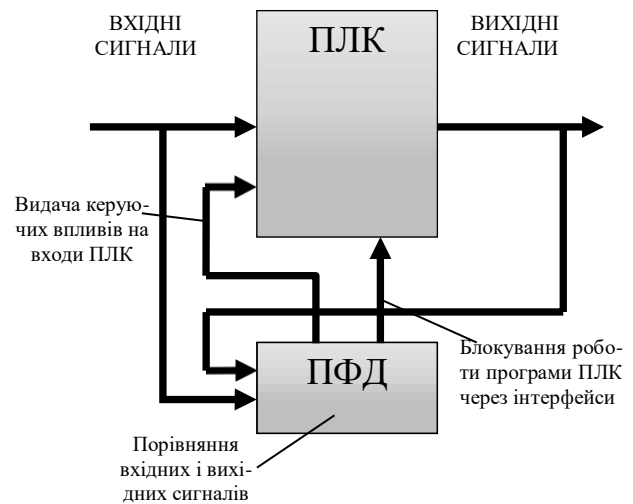 ВХІДНІ
СИГНАЛИ
ПЛК
ВИХІДНІ
СИГНАЛИ
Видача керую-
чих впливів на
входи ПЛК
ПФД
Блокування робо-
ти програми ПЛК
через інтерфейси
Порівняння
вхідних і вихі-
дних сигналів